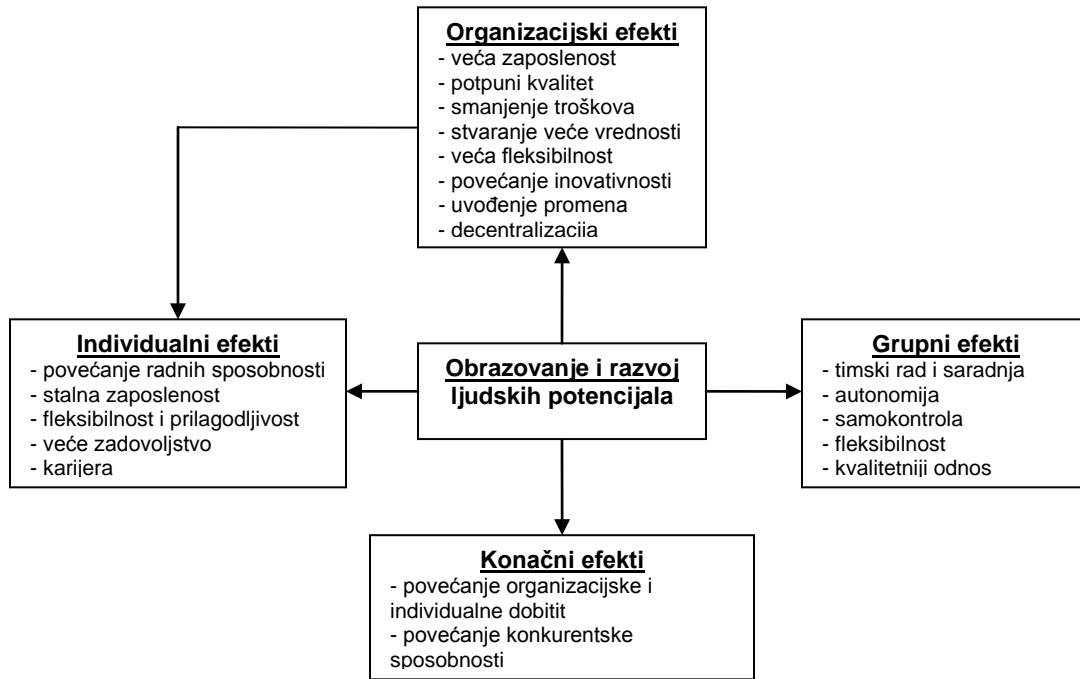 Organizacijski efekti
- veća zaposlenost
- potpuni kvalitet
- smanjenje troškova
- stvaranje veće vrednosti
- veća fleksibilnost
- povećanje inovativnosti
- uvođenje promena
- decentralizacija
Individualni efekti
- povećanje radnih sposobnosti
- stalna zaposlenost
- fleksibilnost i prilagodljivost
- veće zadovoljstvo
- karijera
Obrazovanje i razvoj
ljudskih potencijala
Grupni efekti
- timski rad i saradnja
- autonomija
- samokontrola
- fleksibilnost
- kvalitetniji odnos
Konačni efekti
- povećanje organizacijske i
individualne dobitit
- povećanje konkurentske
sposobnosti